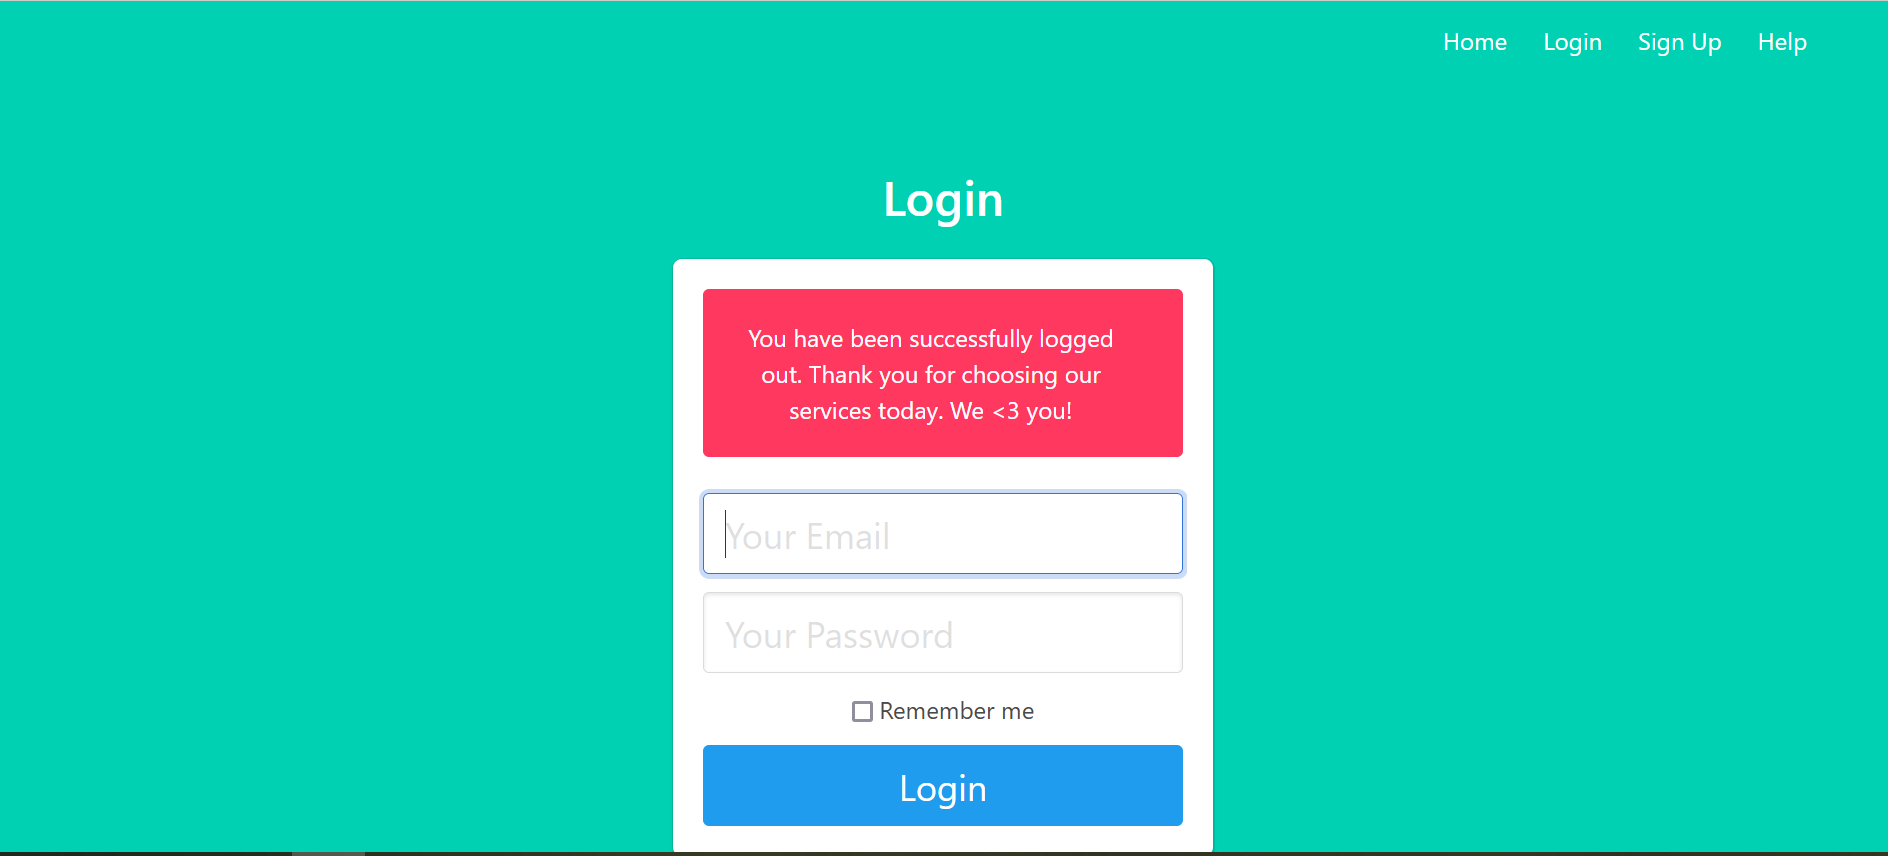 Home Login Sign Up Help
Login
You have been successfully logged
out. Thank you for choosing our
services today. We <3 you!
Your Email
Your Password
Remember me
Login